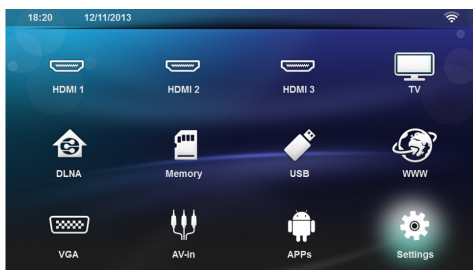 18:20 12/11/2013
HDMI 1 HDMI 2 HDMI 3 TV
DLNA Memory USB WWW
VGA AV-in APPs Settings